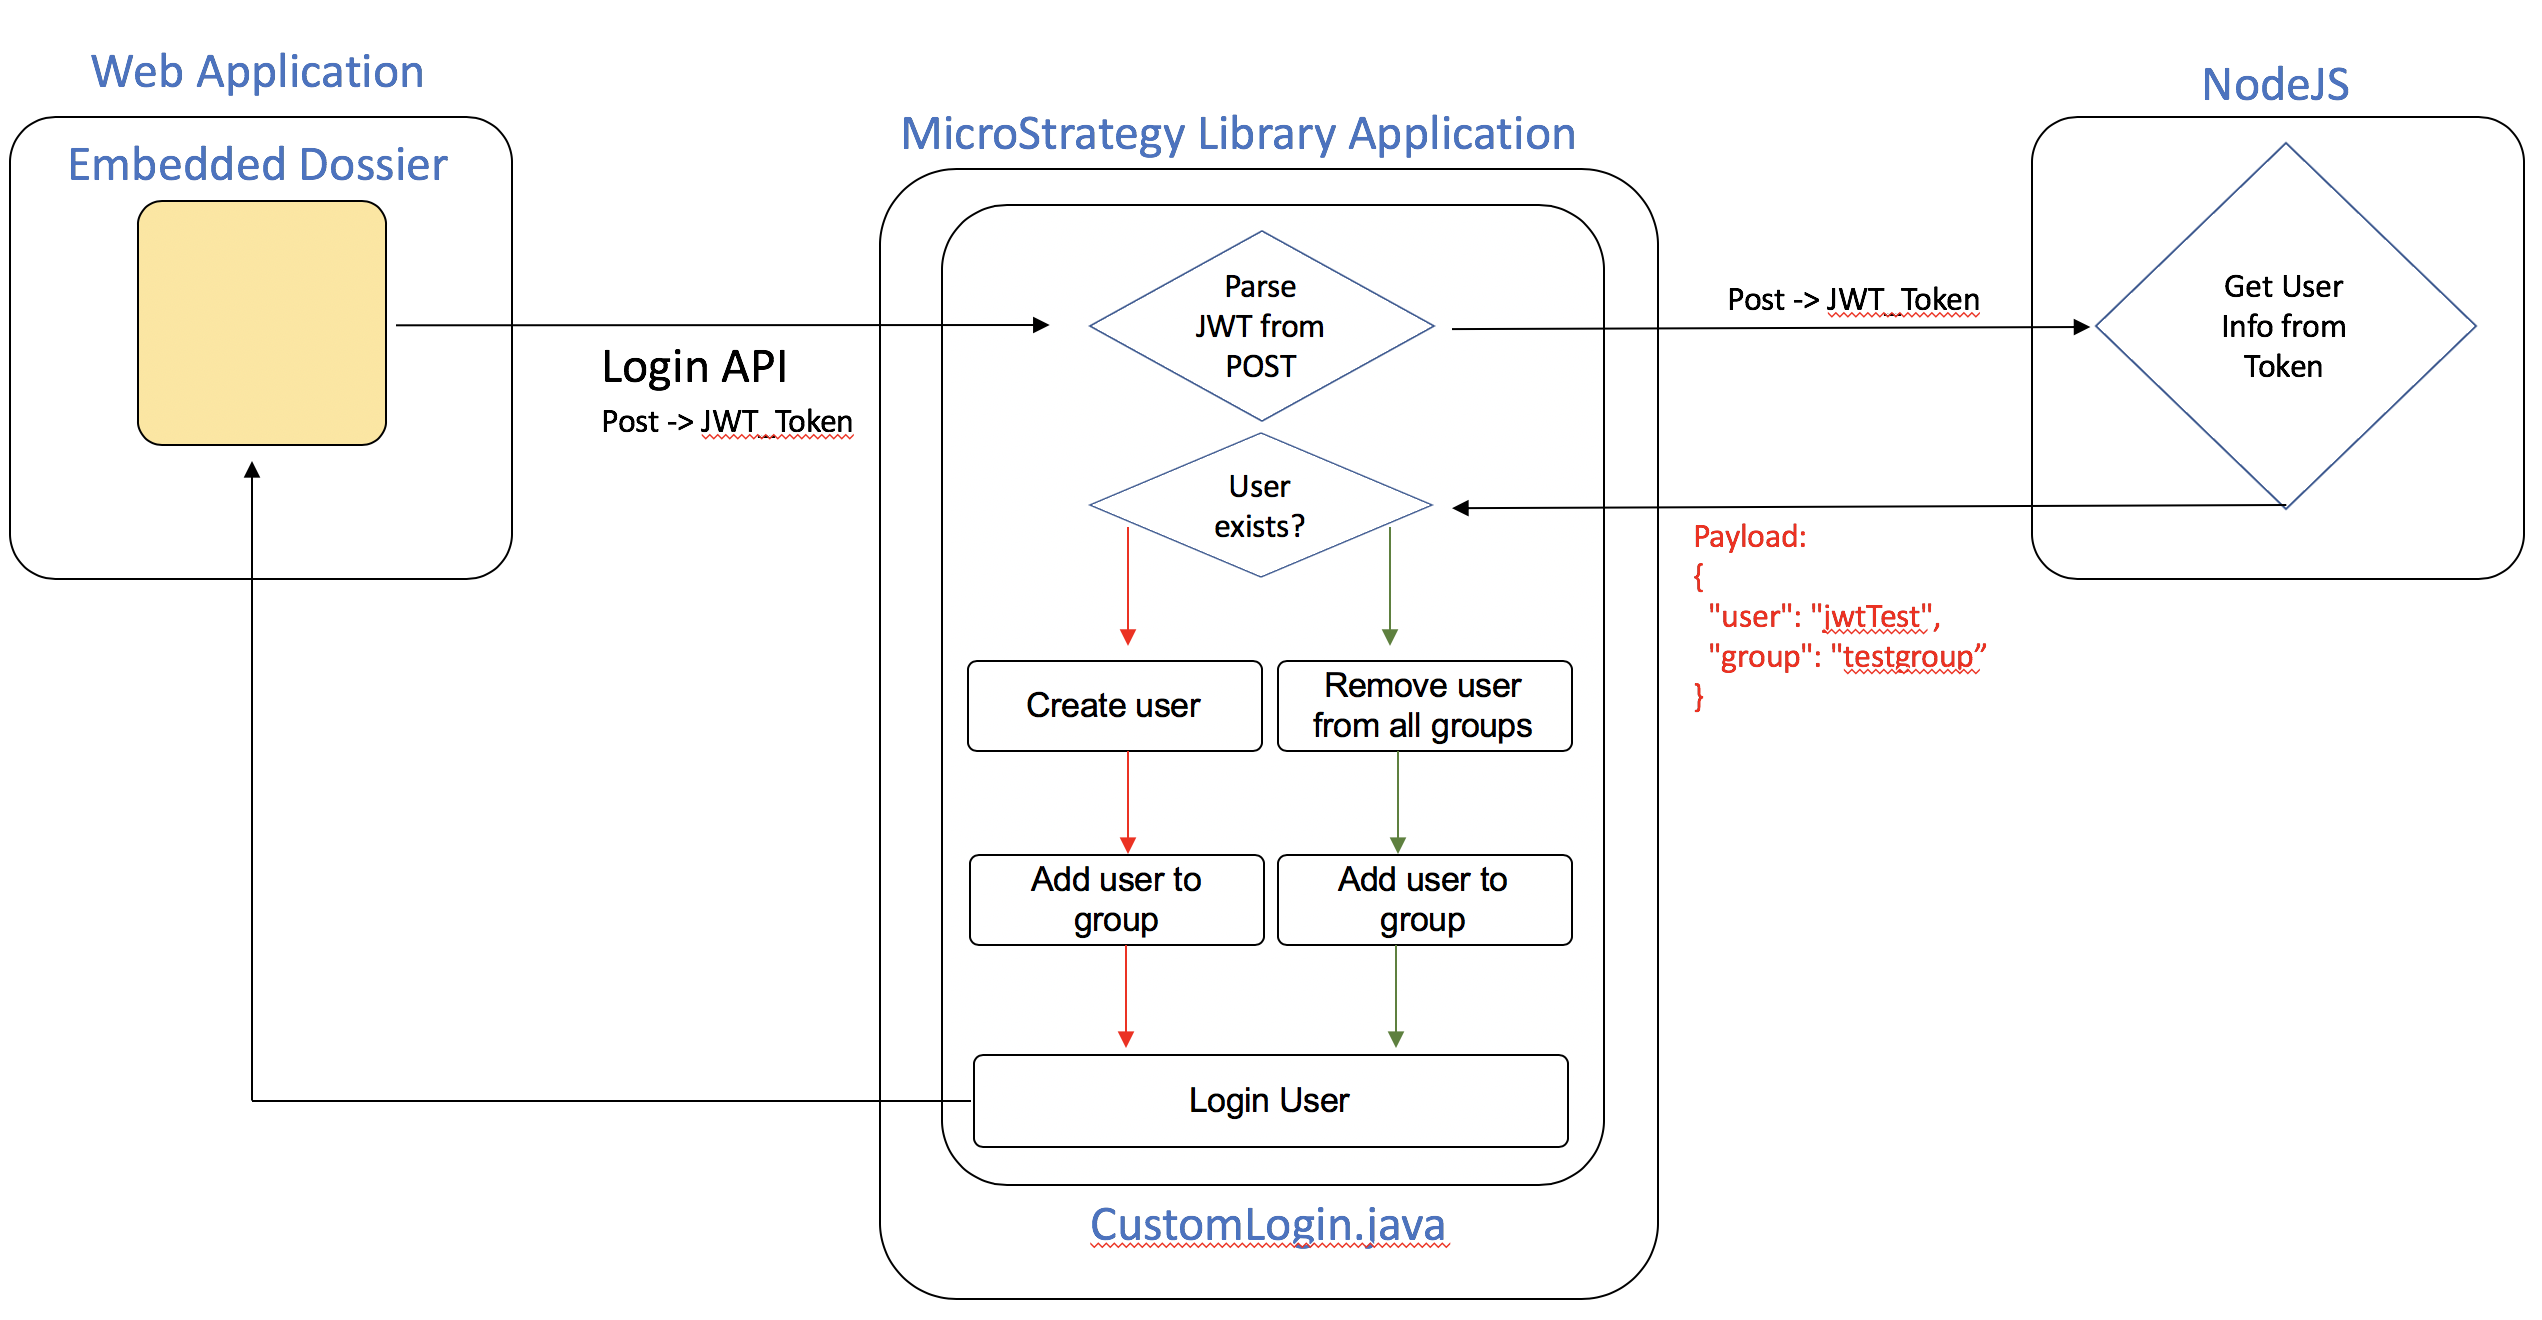 Web Application
Embedded Dossier
Login API
Post -> JWT_Token
MicroStrategy Library Application
Parse
JWT from
POST
User
exists?
Create user
Remove user
from all groups
Add user to
group
Add user to
group
Login User
CustomLogin.java
Post -> JWT_Token
NodeJS
Get User
Info from
Token
Payload:
{
"user": "jwtTest",
"group": "testgroup”
}